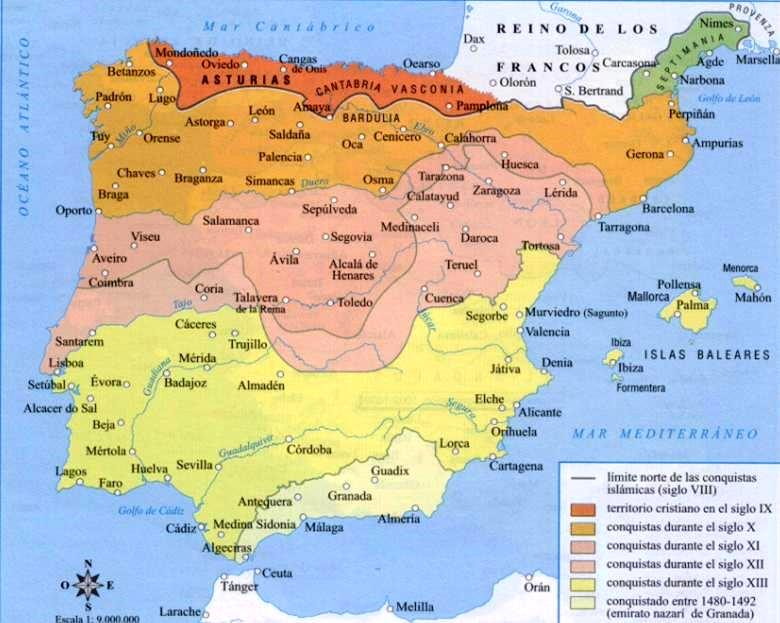 Mar Cantábrico
OCÉANO ATLÁNTICO
MAR MEDITERRÁNEO
Golfo de León
Golfo de Cádiz
REINO DE LOS
FRANCOS
PROVENZA
SEPTIMANIA
Garona
Dax
Tolosa
Carcasona
Nimes
Agde
Marsella
Narbona
Olorón
S. Bertrand
Perpiñán
Mondoñedo
Oviedo
Cangas
de Onís
Oearso
Betanzos
ASTURIAS
CANTABRIA
VASCONIA
Padrón
Lugo
León
Amaya
Pamplona
BARDULIA
Astorga
Saldaña
Oca
Cenicero
Ebro
Calahorra
Tuy
Miño
Orense
Palencia
Huesca
Gerona
Ampurias
Chaves
Braganza
Simancas
Duero
Osma
Tarazona
Calatayud
Zaragoza
Lérida
Braga
Barcelona
Oporto
Sepúlveda
Tarragona
Salamanca
Medinaceli
Viseu
Segovia
Daroca
Tortosa
Aveiro
Ávila
Alcalá de
Henares
Teruel
Coimbra
Coria
Tajo
Talavera
de la Reina
Toledo
Cuenca
Júcar
Segorbe
Murviedro (Sagunto)
Valencia
Menorca
Mahón
Pollensa
Mallorca
Palma
Ibiza
Ibiza
Formentera
ISLAS BALEARES
Santarem
Cáceres
Trujillo
Lisboa
Mérida
Guadiana
Badajoz
Játiva
Denia
Setúbal
Évora
Almadén
Alcacer do Sal
Elche
Alicante
Beja
Segura
Orihuela
Mértola
Guadalquivir
Córdoba
Lorca
Cartagena
Lagos
Faro
Huelva
Sevilla
Guadix
Granada
Antequera
Almería
Cádiz
Medina Sidonia
Málaga
Algeciras
Ceuta
Tánger
Orán
Larache
Melilla
N
O
E
S
Escala 1: 9.000.000
límite norte de las conquistas
islámicas (siglo VIII)
territorio cristiano en el siglo IX
conquistas durante el siglo X
conquistas durante el siglo XI
conquistas durante el siglo XII
conquistas durante el siglo XIII
conquistado entre 1480-1492
(emirato nazarí de Granada)